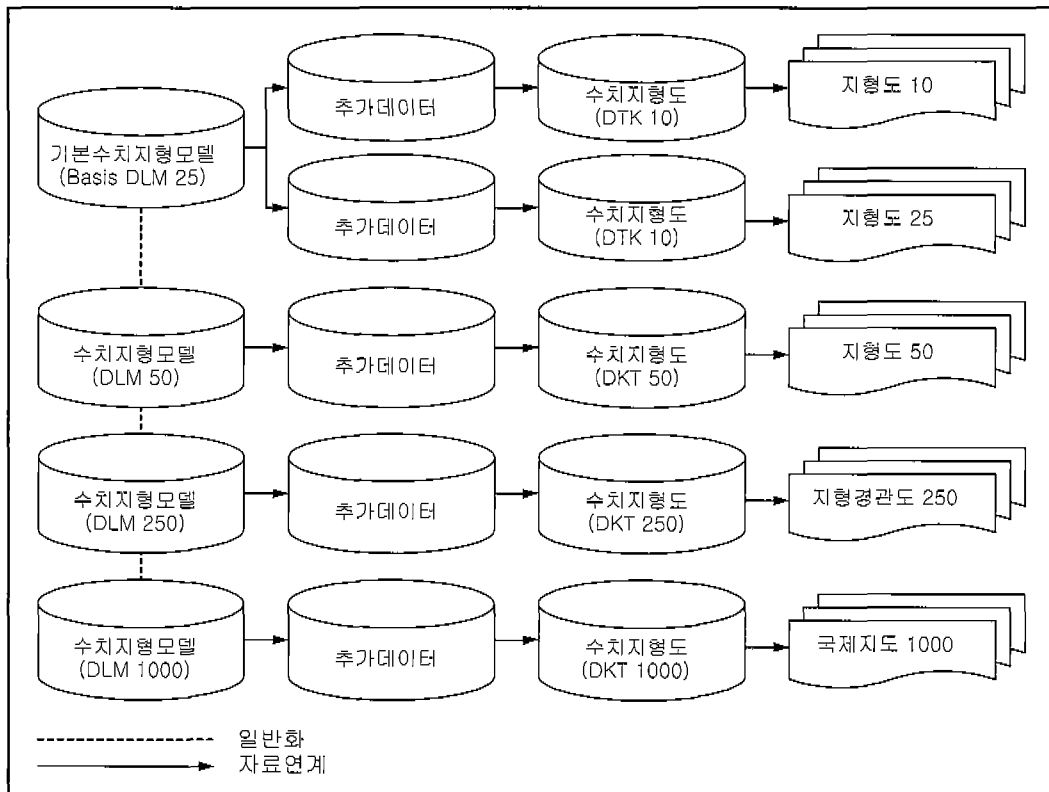 추가데이터
수치지형도
(DTK 10)
지형도 10
기본수치지형모델
(Basis DLM 25)
추가데이터
수치지형도
(DTK 10)
지형도 25
수치지형모델
(DLM 50)
추가데이터
수치지형도
(DKT 50)
지형도 50
수치지형모델
(DLM 250)
추가데이터
수치지형도
(DKT 250)
지형경관도 250
수치지형모델
(DLM 1000)
추가데이터
수치지형도
(DKT 1000)
국제지도 1000
일반화
자료연계